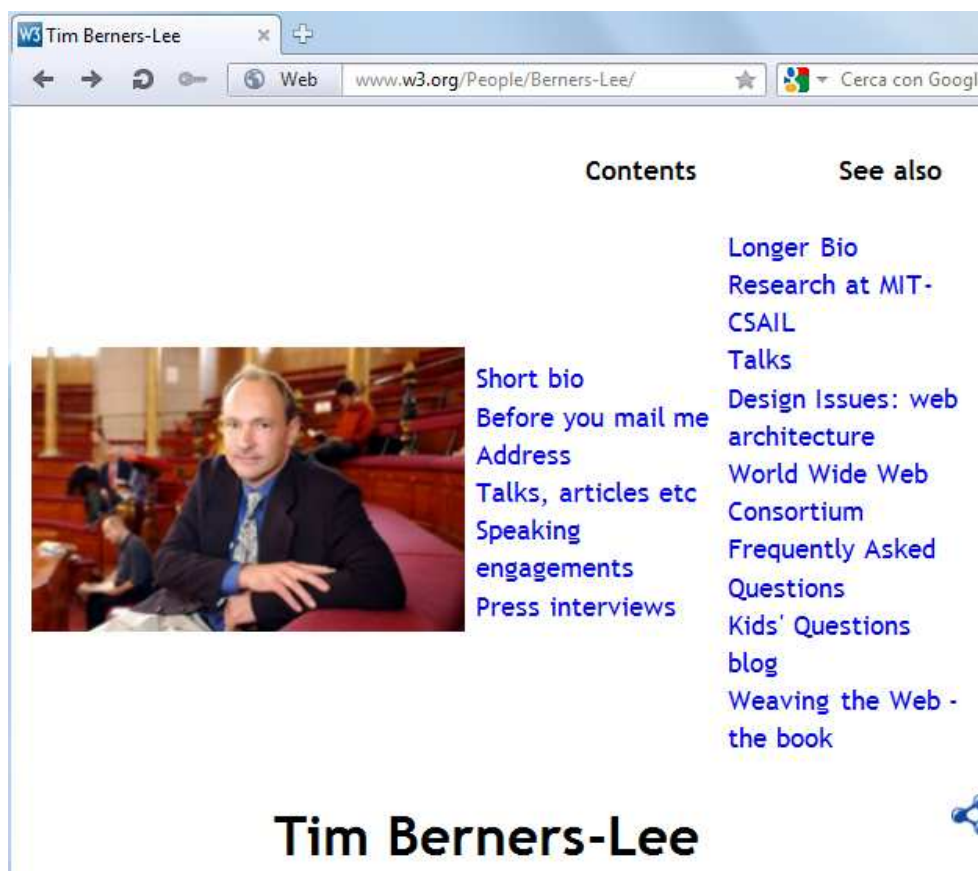 W3 Tim Berners-Lee
Web www.w3.org/People/Berners-Lee/ Cerca con Googl
Contents
See also
Short bio
Before you mail me
Address
Talks, articles etc
Speaking
engagements
Press interviews
Longer Bio
Research at MIT-
CSAIL
Talks
Design Issues: web
architecture
World Wide Web
Consortium
Frequently Asked
Questions
Kids' Questions
blog
Weaving the Web -
the book
Tim Berners-Lee